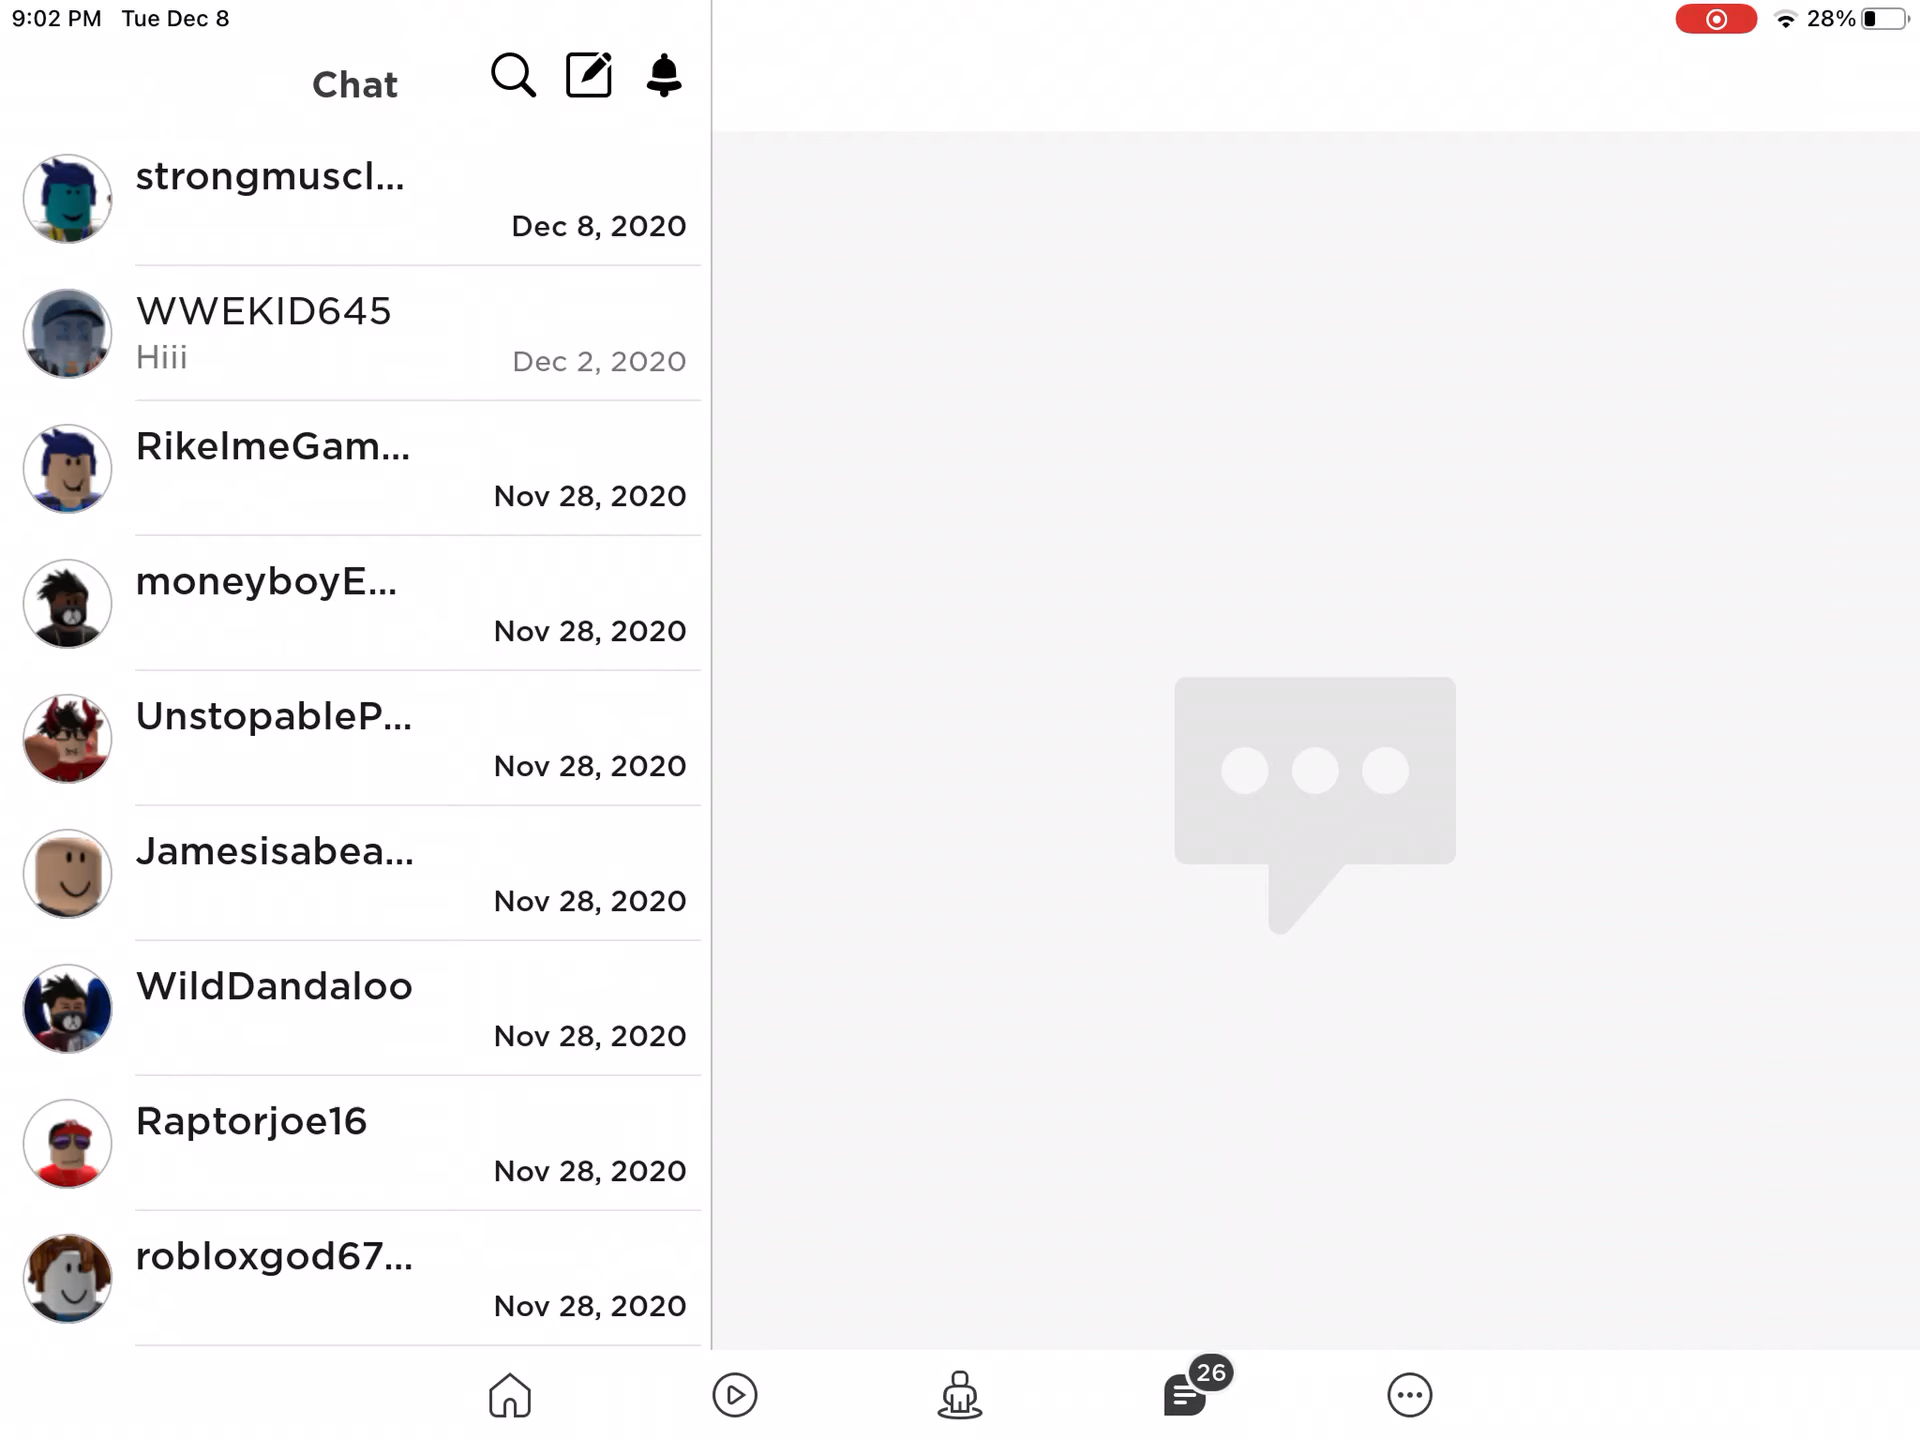 9:02 PM Tue Dec 8
28%
Chat
strongmuscl...
Dec 8, 2020
WWEKID645
Hiii
Dec 2, 2020
RikelmeGam...
Nov 28, 2020
moneyboyE...
Nov 28, 2020
UnstopableP...
Nov 28, 2020
Jamesisabea...
Nov 28, 2020
WildDandaloo
Nov 28, 2020
Raptorjoe16
Nov 28, 2020
robloxgod67...
Nov 28, 2020
26